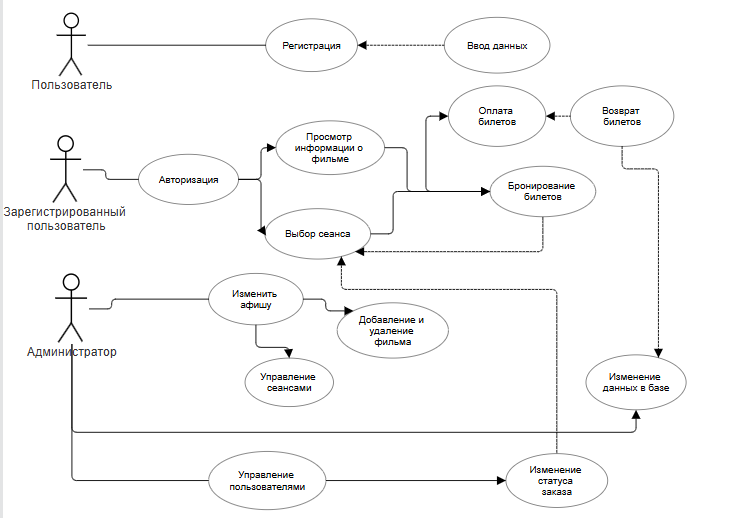 Регистрация
Ввод данных
Пользователь
Оплата
билетов
Возврат
билетов
Просмотр
информации о
фильме
Авторизация
Бронирование
билетов
Зарегистрированный
пользователь
Выбор сеанса
Изменить
афишу
Добавление и
удаление
фильма
Администратор
Управление
сеансами
Изменение
данных в базе
Управление
пользователями
Изменение
статуса
заказа